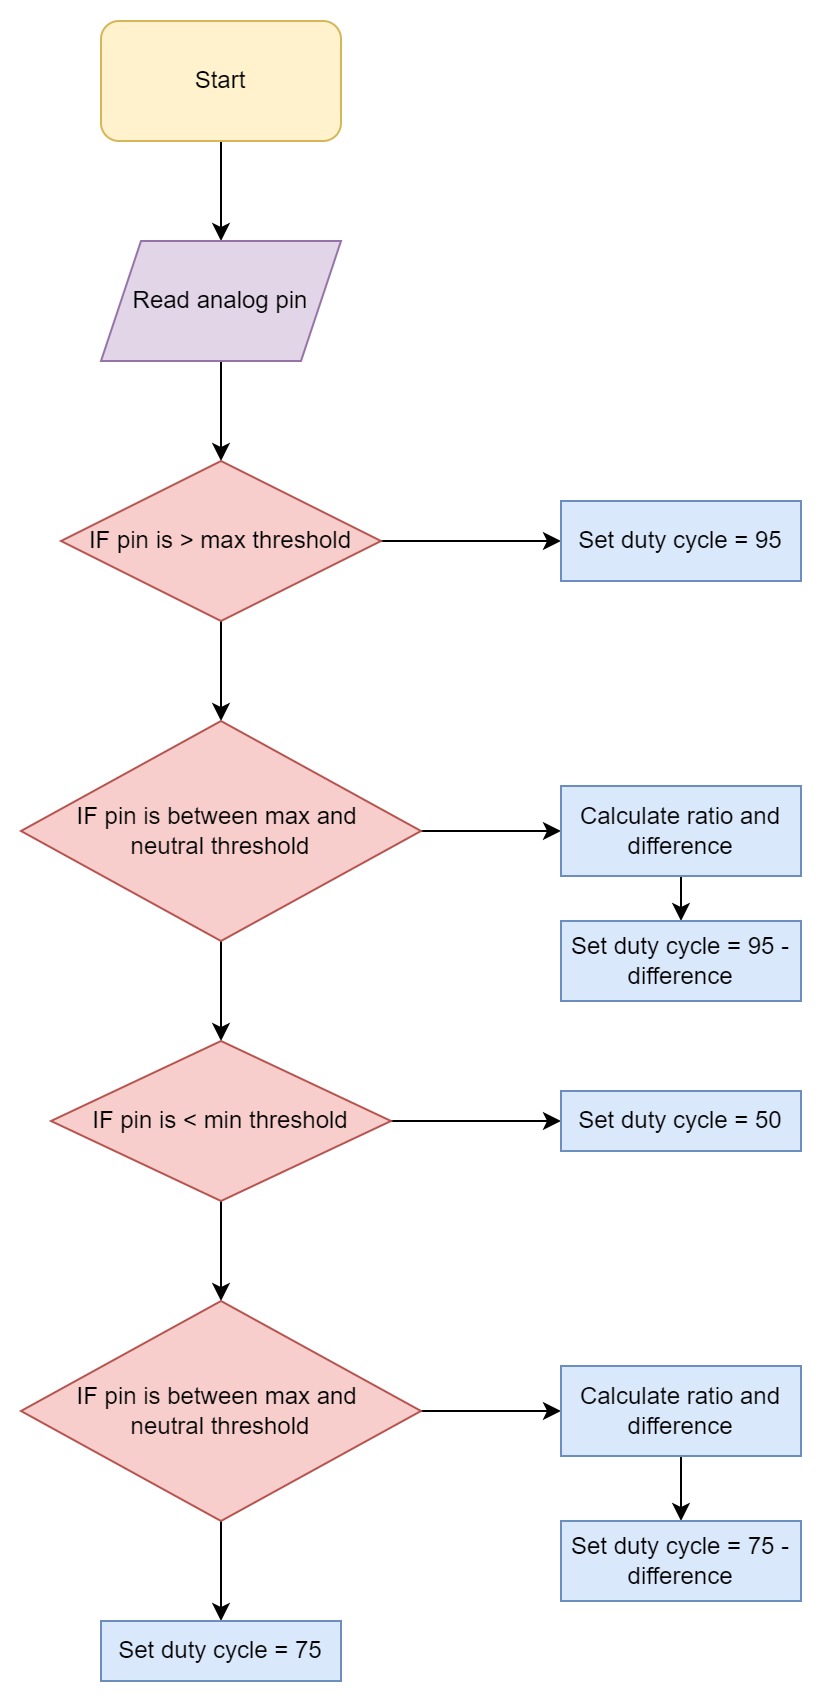 Start
Read analog pin
IF pin is > max threshold
Set duty cycle = 95
IF pin is between max and
neutral threshold
Calculate ratio and
difference
Set duty cycle = 95 -
difference
IF pin is < min threshold
Set duty cycle = 50
IF pin is between max and
neutral threshold
Calculate ratio and
difference
Set duty cycle = 75 -
difference
Set duty cycle = 75